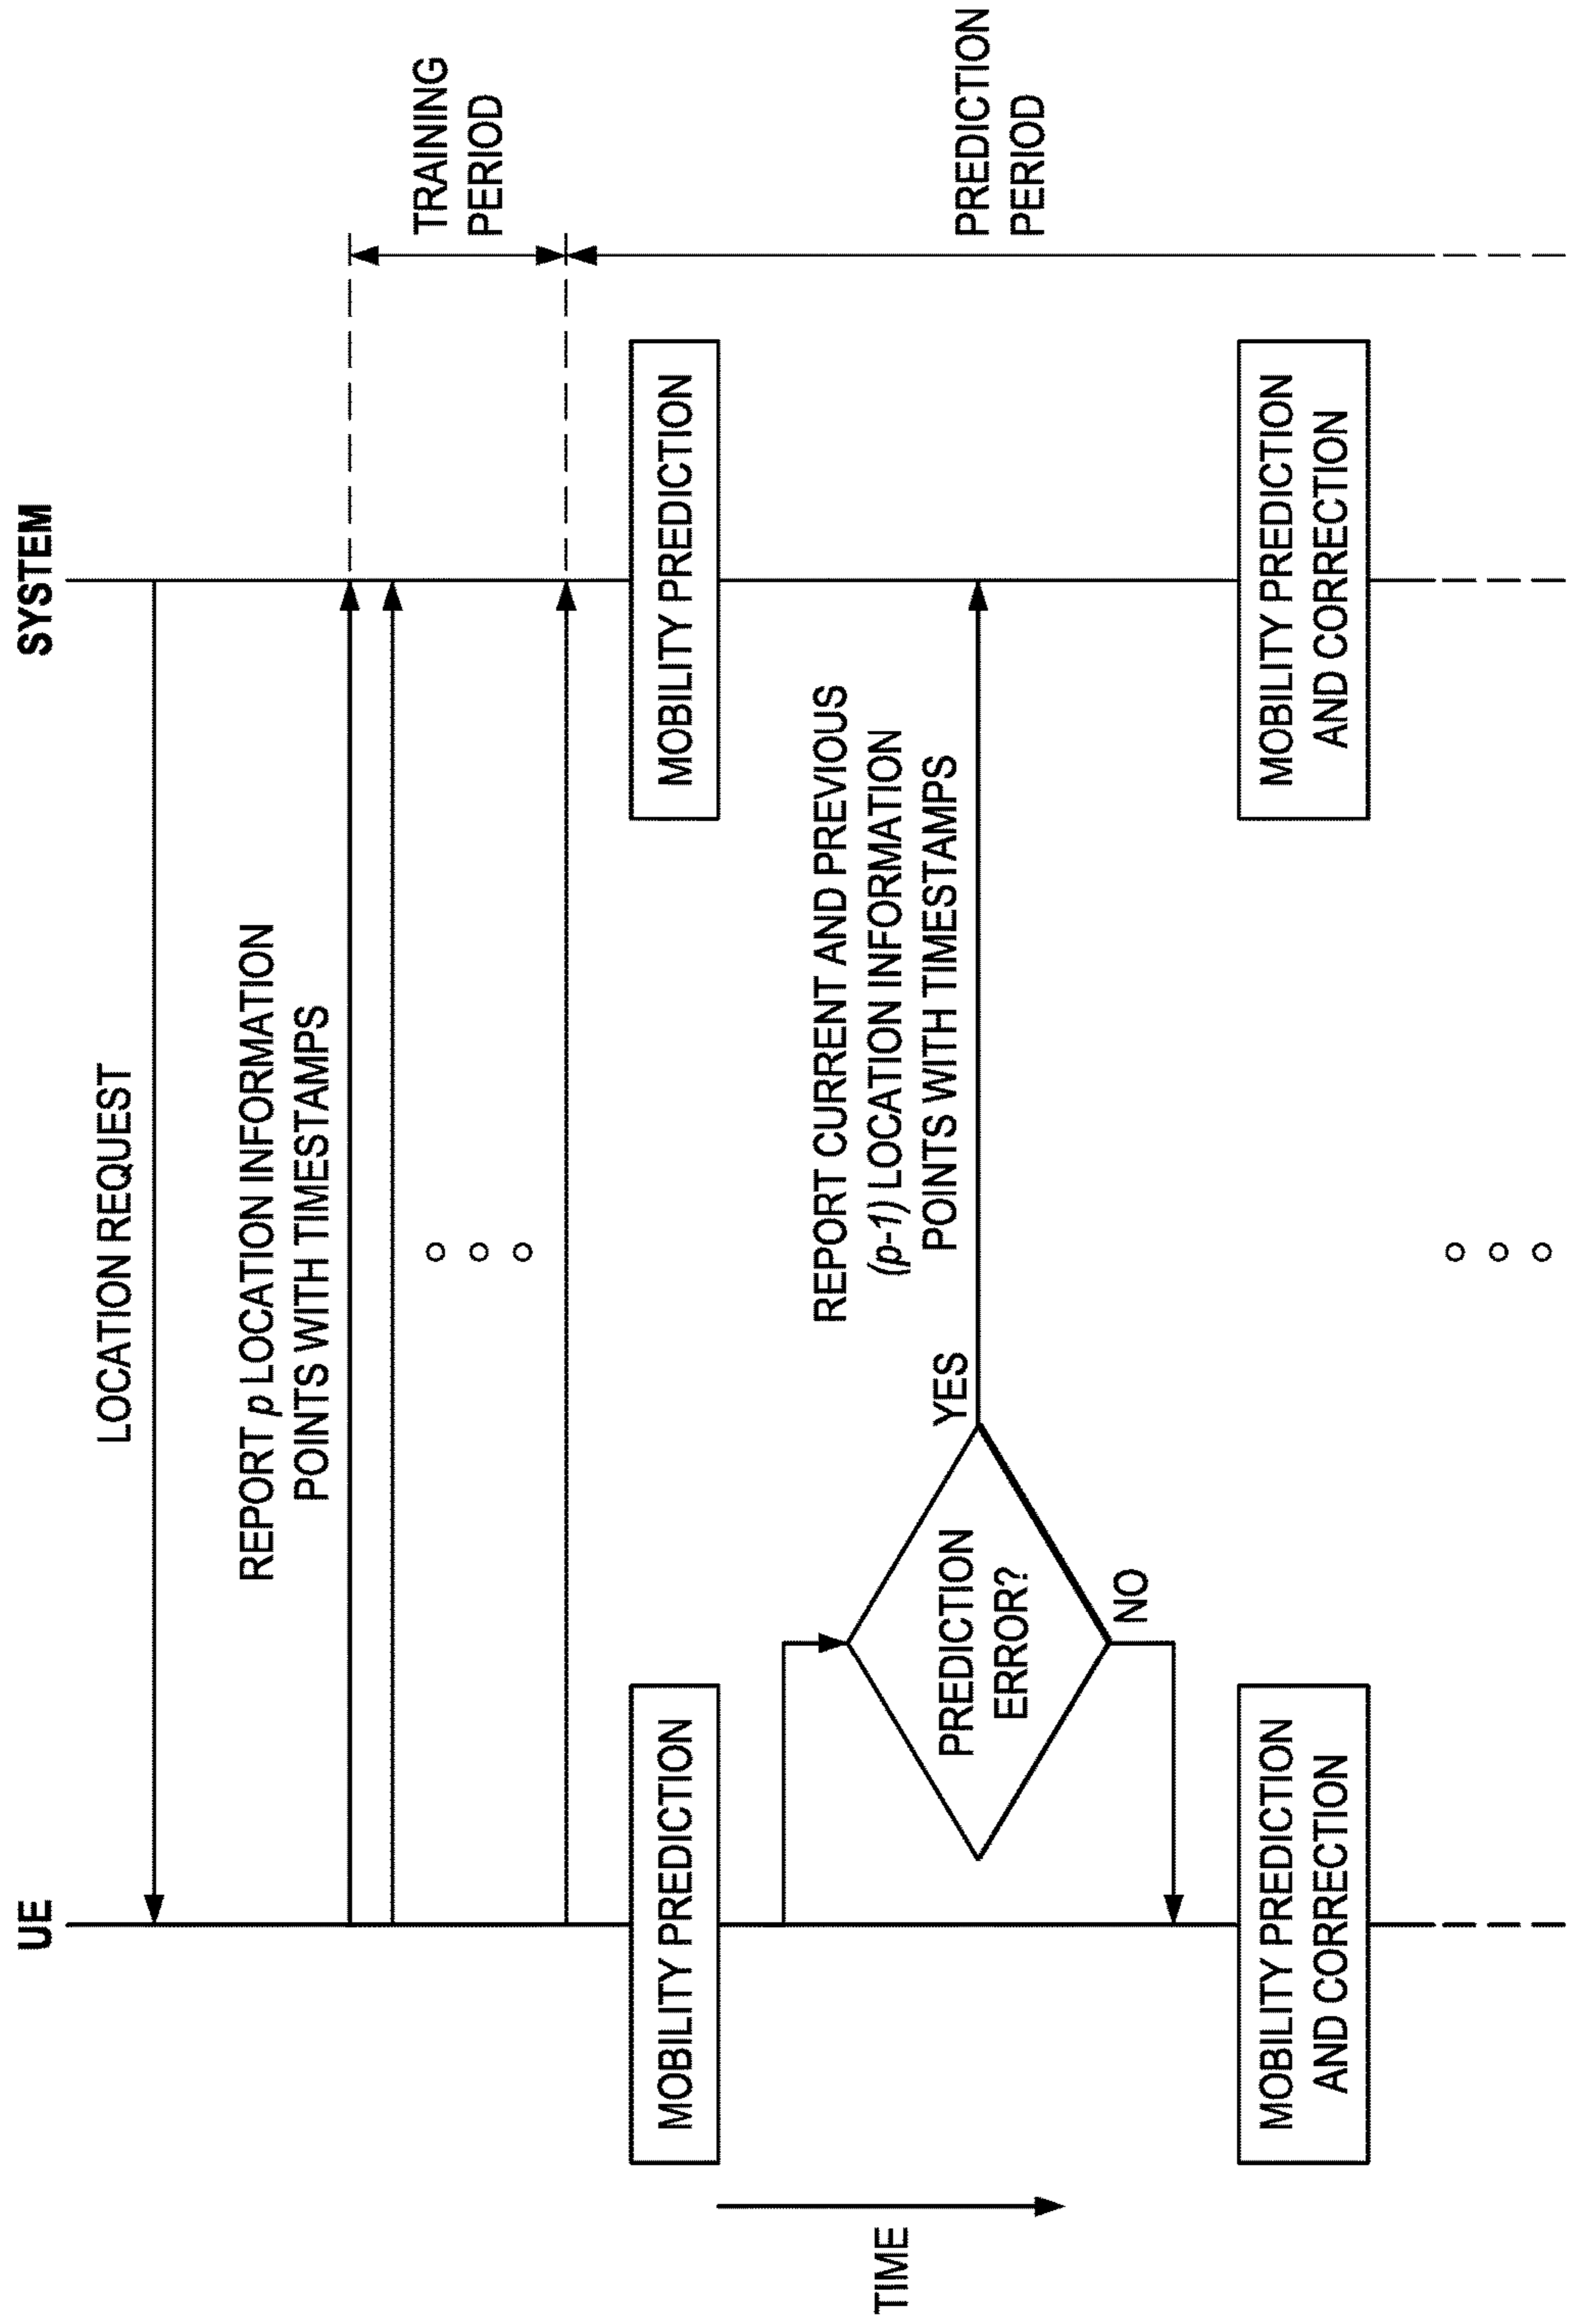 UE
SYSTEM
LOCATION REQUEST
REPORT p LOCATION INFORMATION
POINTS WITH TIMESTAMPS
TRAINING
PERIOD
MOBILITY PREDICTION
MOBILITY PREDICTION
TIME
PREDICTION
ERROR?
YES
NO
REPORT CURRENT AND PREVIOUS
(p-1) LOCATION INFORMATION
POINTS WITH TIMESTAMPS
PREDICTION
PERIOD
MOBILITY PREDICTION
AND CORRECTION
MOBILITY PREDICTION
AND CORRECTION